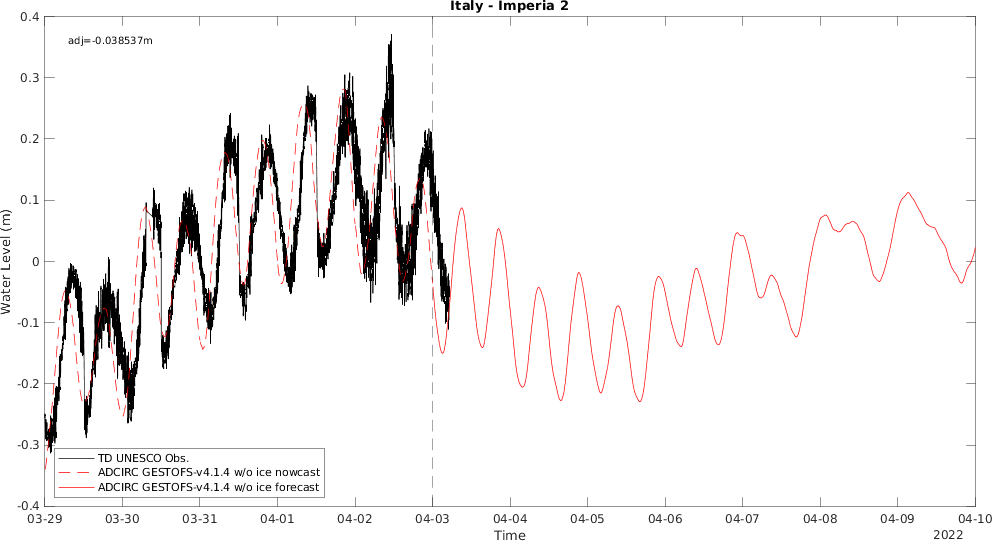 Italy - Imperia 2
adj=-0.038537m
0.4
0.3
0.2
0.1
0
-0.1
-0.2
-0.3
-0.4
Water Level (m)
TD UNESCO Obs.
ADCIRC GESTOFS-v4.1.4 w/o ice nowcast
ADCIRC GESTOFS-v4.1.4 w/o ice forecast
03-29 03-30 03-31 04-01 04-02 04-03 04-04 04-05 04-06 04-07 04-08 04-09 04-10
Time
2022